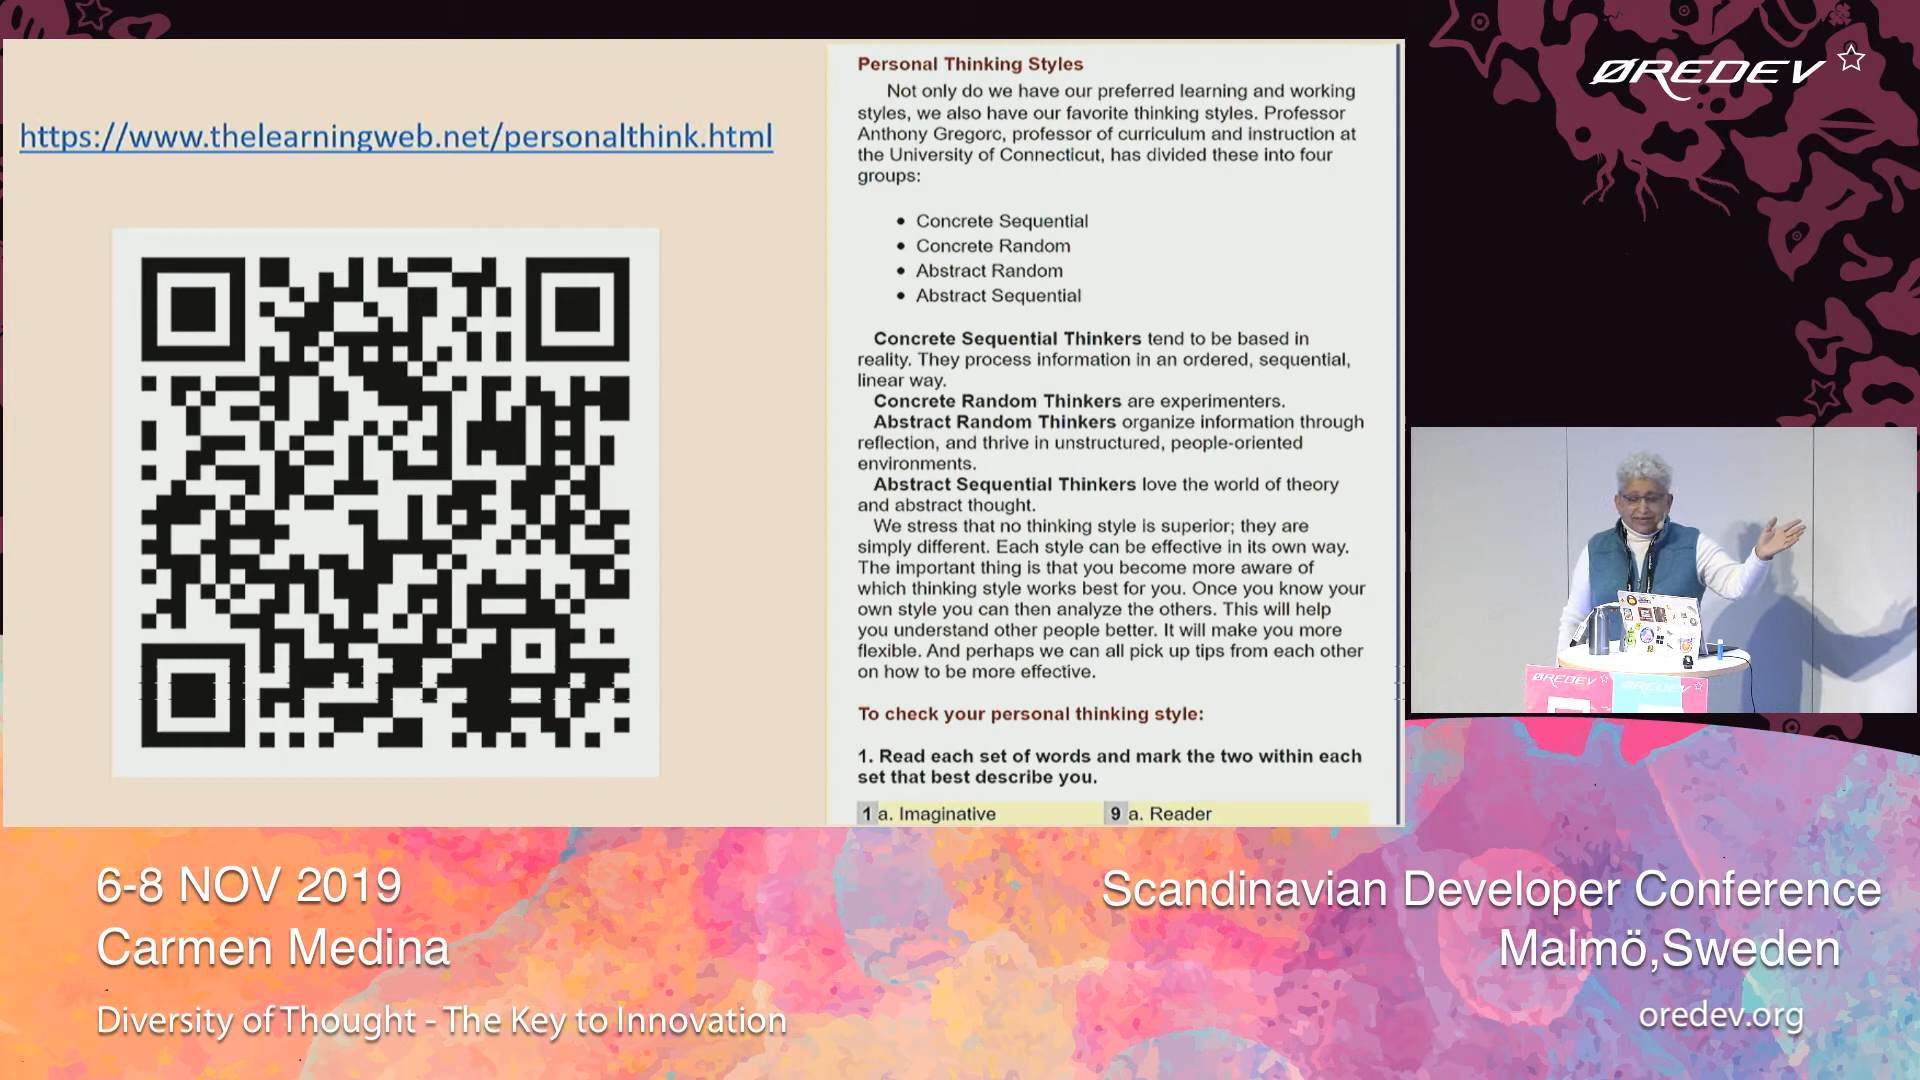 https://www.thelearningweb.net/personalthink.html
Personal Thinking Styles
Not only do we have our preferred learning and working
styles, we also have our favorite thinking styles. Professor
Anthony Gregorc, professor of curriculum and instruction at
the University of Connecticut, has divided these into four
groups:
• Concrete Sequential
• Concrete Random
• Abstract Random
• Abstract Sequential
Concrete Sequential Thinkers tend to be based in
reality. They process information in an ordered, sequential,
linear way.
Concrete Random Thinkers are experimenters.
Abstract Random Thinkers organize information through
reflection, and thrive in unstructured, people-oriented
environments.
Abstract Sequential Thinkers love the world of theory
and abstract thought.
We stress that no thinking style is superior; they are
simply different. Each style can be effective in its own way.
The important thing is that you become more aware of
which thinking style works best for you. Once you know your
own style you can then analyze the others. This will help
you understand other people better. It will make you more
flexible. And perhaps we can all pick up tips from each other
on how to be more effective.
To check your personal thinking style:
1. Read each set of words and mark the two within each
set that best describe you.
1 a. Imaginative 9 a. Reader
ØREDEV
ØREDEV ØREDEV
6-8 NOV 2019
Carmen Medina
Diversity of Thought - The Key to Innovation
Scandinavian Developer Conference
Malmö,Sweden
oredev.org